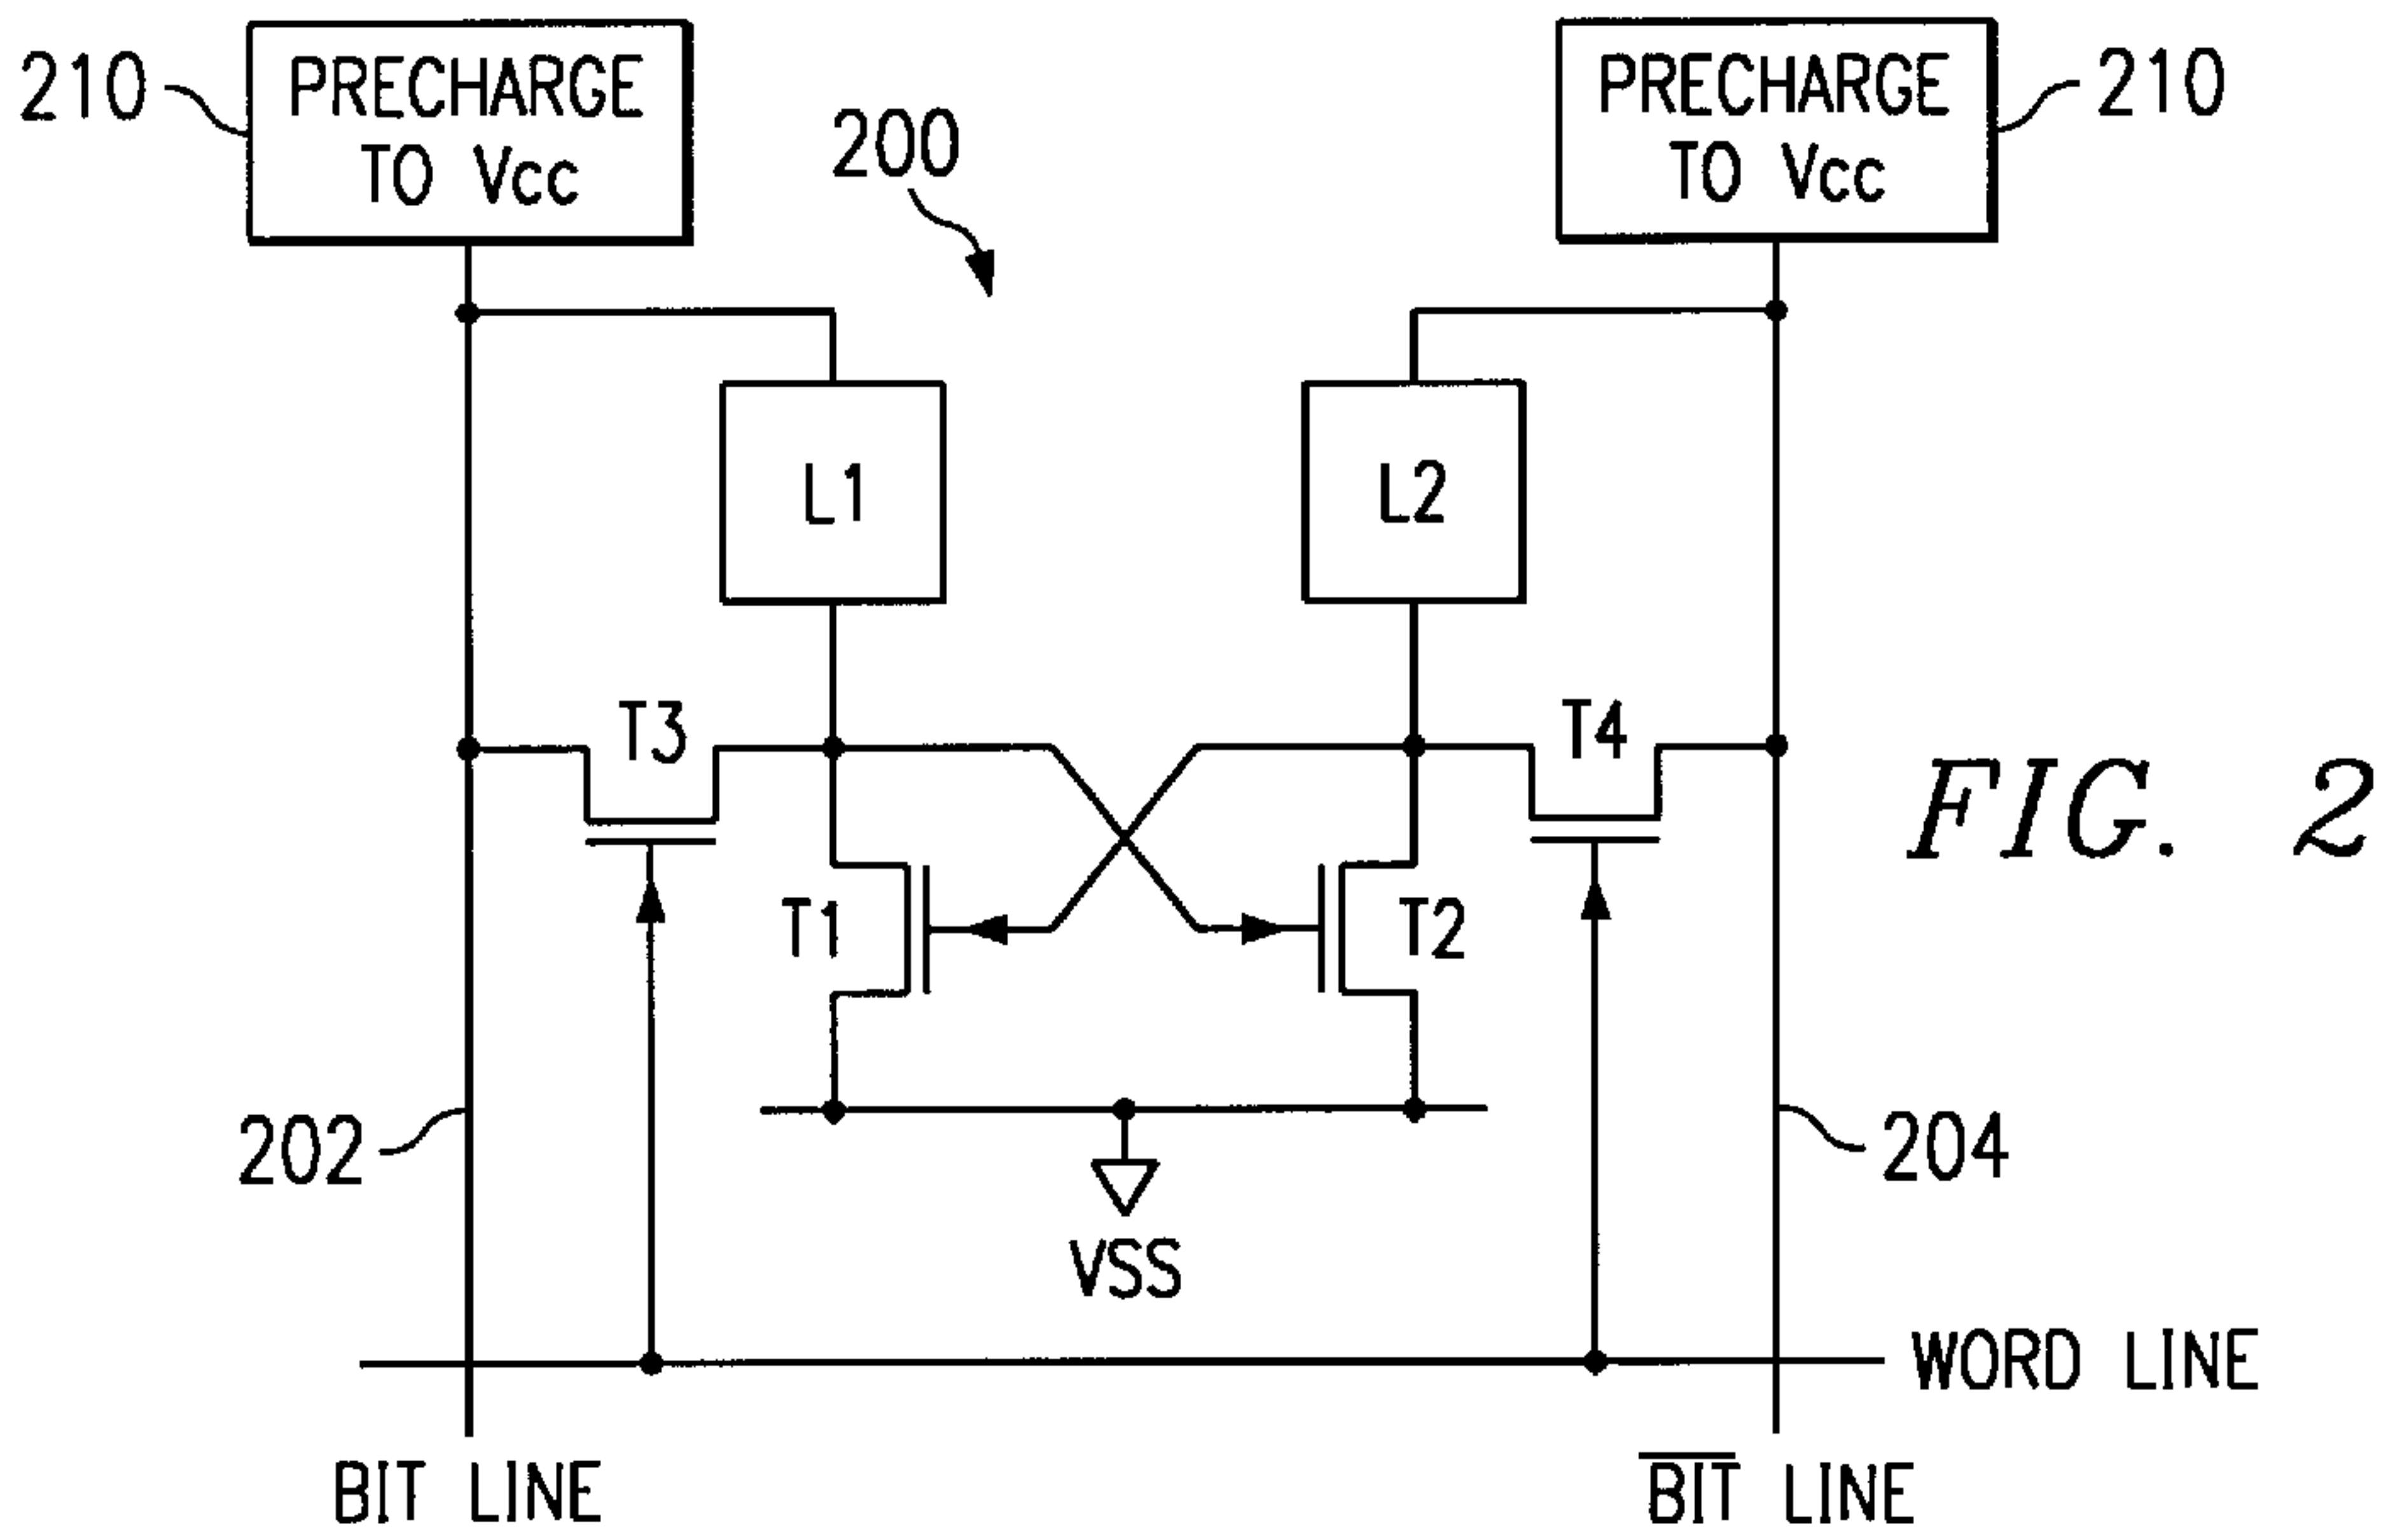 210
PRECHARGE
TO Vcc
200
PRECHARGE
TO Vcc
210
L1
L2
T3
T4
FIG. 2
T1
T2
202
204
VSS
WORD LINE
BIT LINE
B̅I̅T̅ LINE